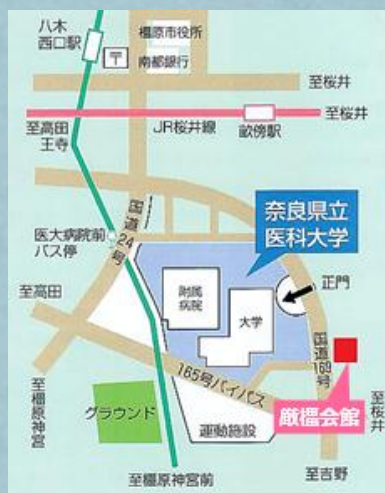 八木
西口駅
〒
橿原市役所
南都銀行
至桜井
至高田
王寺
JR桜井線
畝傍駅
至桜井
国道24号
奈良県立
医科大学
医大病院前
バス停
附属
病院
大学
正門
至高田
国道169号
165号バイパス
至橿原
神宮
グラウンド
運動施設
厳橿会館
至桜井
至橿原神宮前
至吉野